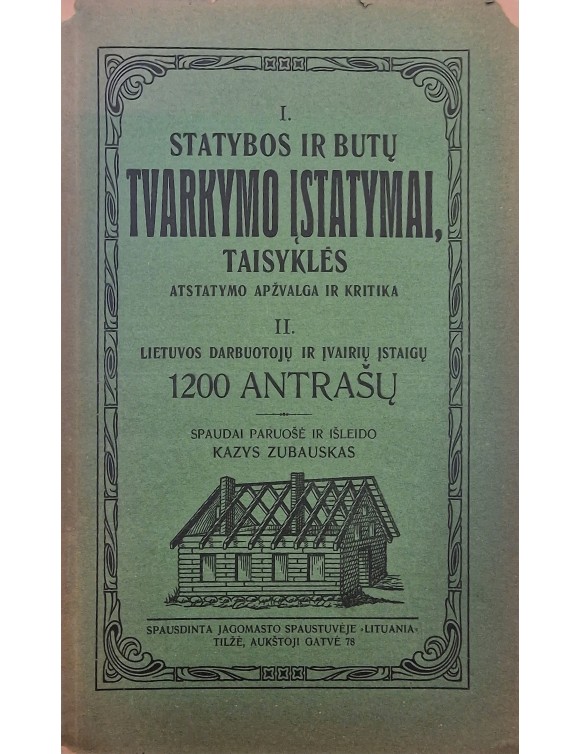 I.
STATYBOS IR BUTŲ
TVARKYMO ĮSTATYMAI,
TAISYKLĖS
ATSTATYMO APŽVALGA IR KRITIKA
II.
LIETUVOS DARBUOTOJŲ IR ĮVAIRIŲ ĮSTAIGŲ
1200 ANTRAŠŲ
SPAUDAI PARUOŠĖ IR IŠLEIDO
KAZYS ZUBAUSKAS
SPAUSDINTA JAGOMASTO SPAUSTUVĖJE »LITUANIA«
TILŽĖ, AUKŠTOJI GATVĖ 78